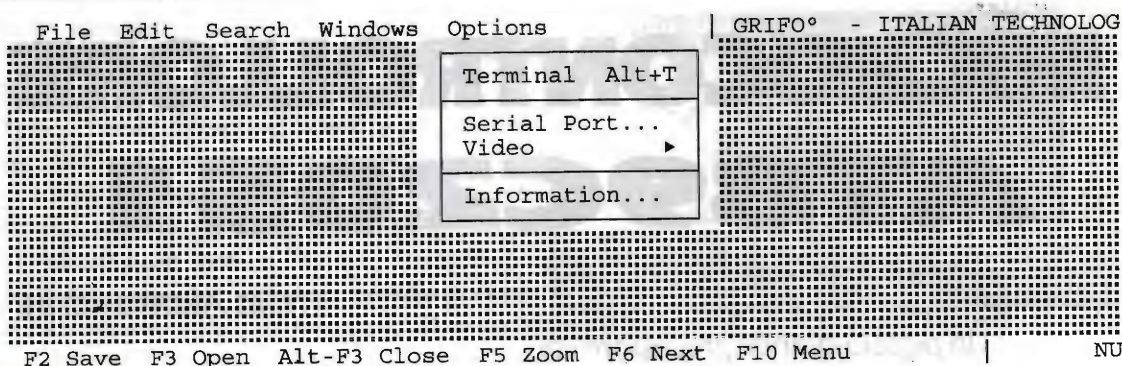 File Edit Search Windows Options | GRIFO° - ITALIAN TECHNOLOG
Terminal Alt+T
Serial Port...
Video ►
Information...
F2 Save F3 Open Alt-F3 Close F5 Zoom F6 Next F10 Menu | NU